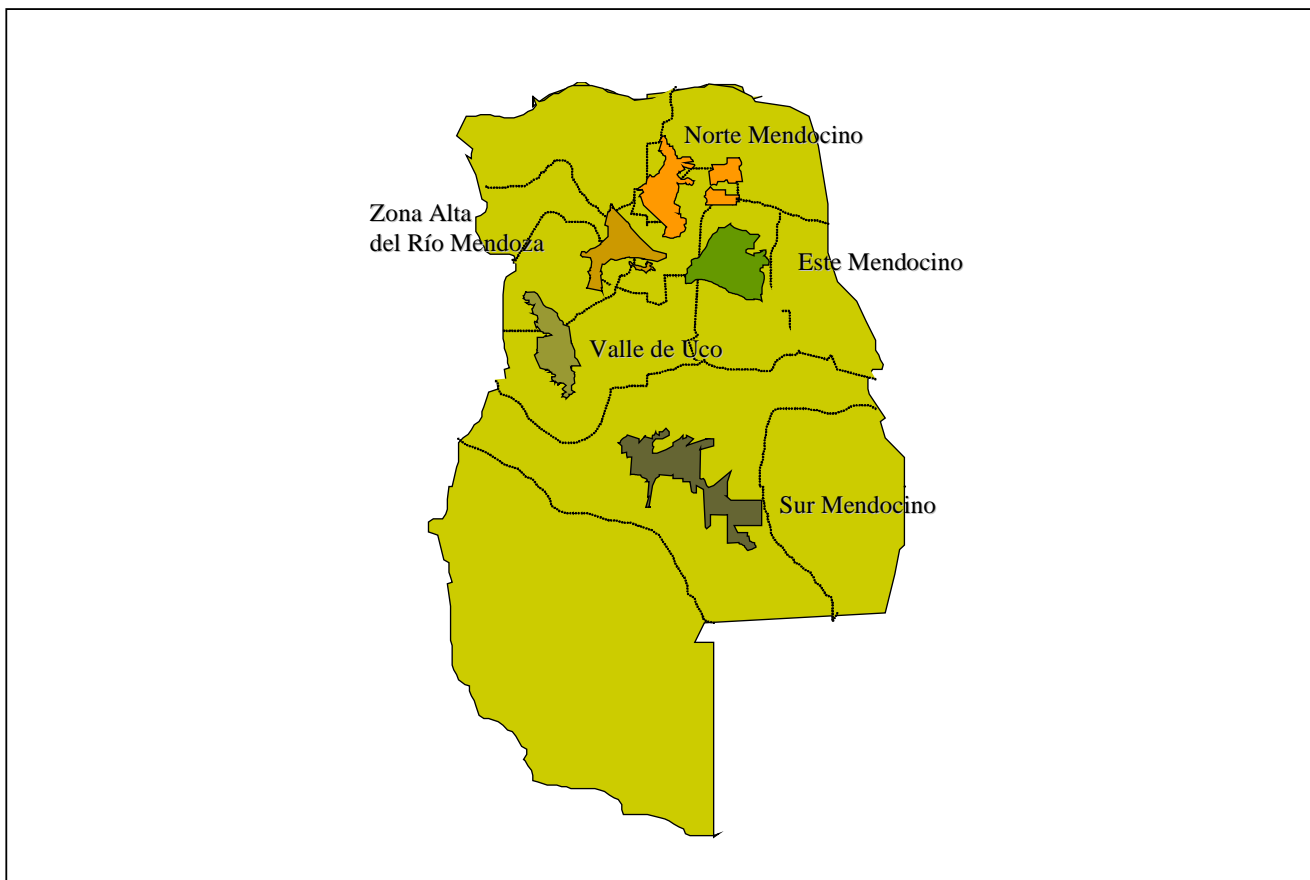 Norte Mendocino
Zona Alta
del Río Mendoza
Este Mendocino
Valle de Uco
Sur Mendocino